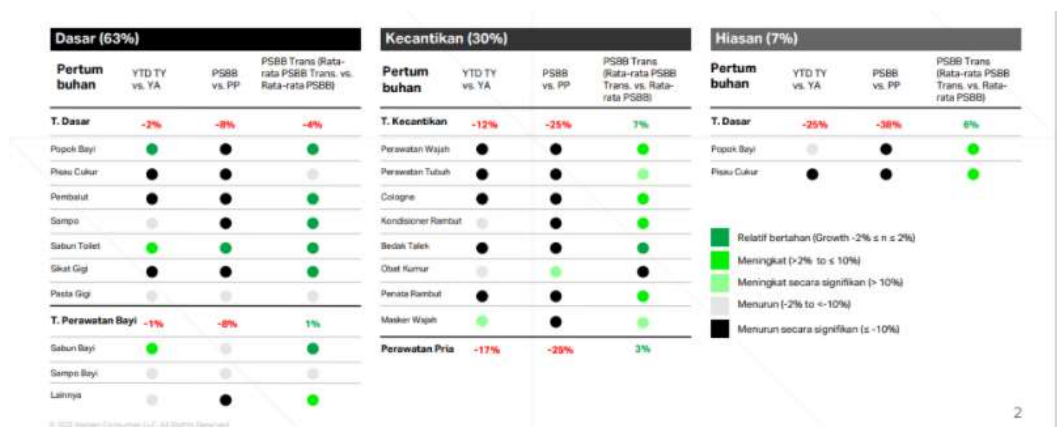 Dasar (63%)
Pertum
buhan
YTD TY
vs. YA
PSBB
vs. PP
PSBB Trans (Rata-
rata PSBB Trans. vs.
Rata-rata PSBB)
T. Dasar -2% -8% -4%
Popok Bayi
Pisau Cukur
Pembalut
Sampo
Sabun Toilet
Sikat Gigi
Pasta Gigi
T. Perawatan Bayi -1% -8% 1%
Sabun Bayi
Sampo Bayi
Lainnya
Kecantikan (30%)
Pertum
buhan
YTD TY
vs. YA
PSBB
vs. PP
PSBB Trans
(Rata-rata PSBB
Trans. vs. Rata-
rata PSBB)
T. Kecantikan -12% -25% 7%
Perawatan Wajah
Perawatan Tubuh
Cologne
Kondisioner Rambut
Bedak Talek
Obat Kumur
Penata Rambut
Masker Wajah
Perawatan Pria -17% -25% 3%
Hiasan (7%)
Pertum
buhan
YTD TY
vs. YA
PSBB
vs. PP
PSBB Trans
(Rata-rata PSBB
Trans. vs. Rata-
rata PSBB)
T. Dasar -25% -38% 6%
Popok Bayi
Pisau Cukur
Relatif bertahan (Growth -2% ≤ n ≤ 2%)
Meningkat (>2% to ≤ 10%)
Meningkat secara signifikan (> 10%)
Menurun (-2% to <-10%)
Menurun secara signifikan (≤ -10%)
© 2022 Nielsen Consumer LLC. All Rights Reserved.
2